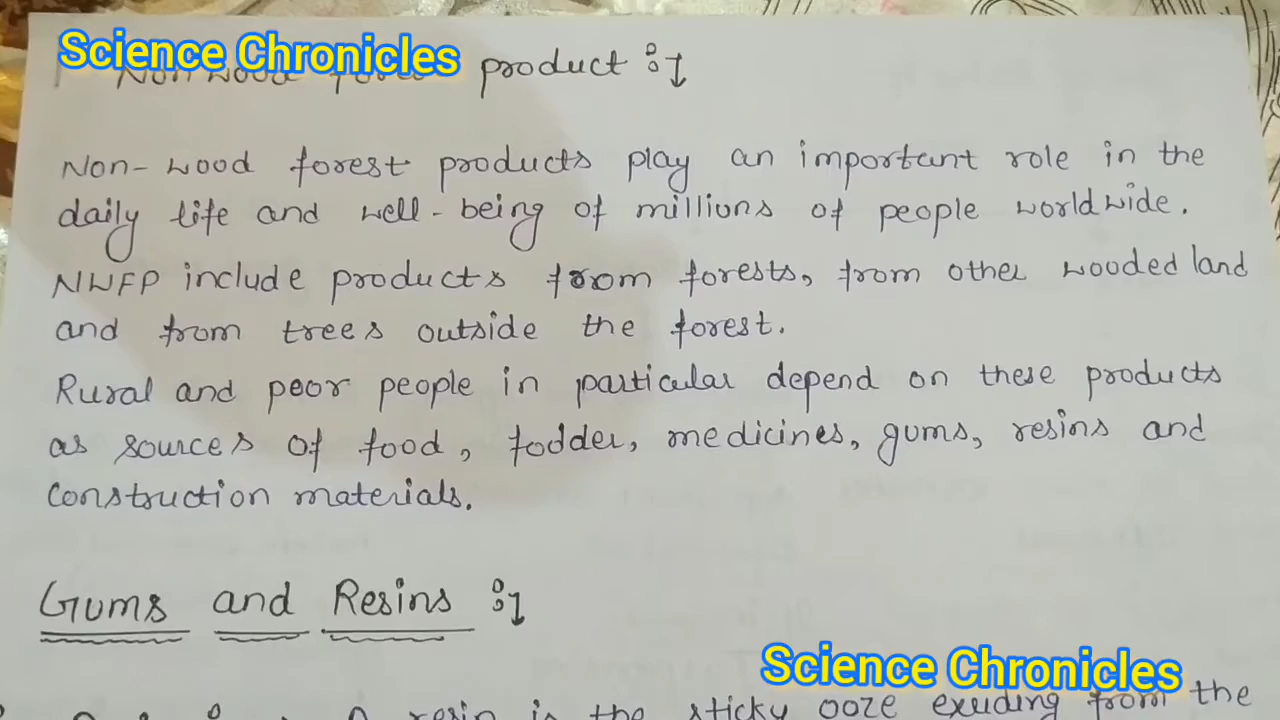 Science Chronicles
Non wood forest product :↓
Non-wood forest products play an important role in the
daily life and well-being of millions of people worldwide.
NWFP include products from forests, from other wooded land
and from trees outside the forest.
Rural and poor people in particular depend on these products
as sources of food, fodder, medicines, gums, resins and
construction materials.
Gums and Resins :↓
Science Chronicles
resin is the sticky ooze exuding from the